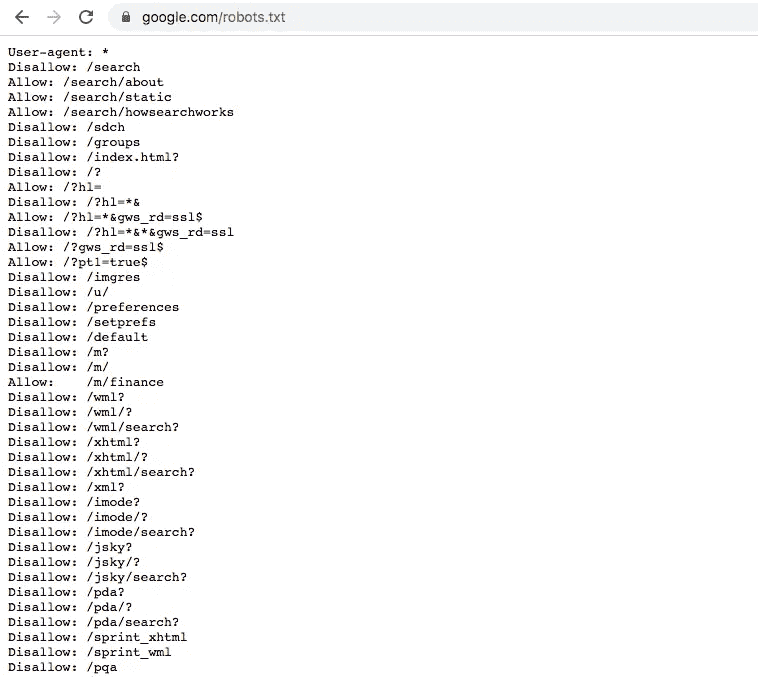 google.com/robots.txt
User-agent: *
Disallow: /search
Allow: /search/about
Allow: /search/static
Allow: /search/howsearchworks
Disallow: /sdch
Disallow: /groups
Disallow: /index.html?
Disallow: /?
Allow: /?hl=
Disallow: /?hl=*&
Allow: /?hl=*&gws_rd=ssl$
Disallow: /?hl=*&*&gws_rd=ssl
Allow: /?gws_rd=ssl$
Allow: /?pt1=true$
Disallow: /imgres
Disallow: /u/
Disallow: /preferences
Disallow: /setprefs
Disallow: /default
Disallow: /m?
Disallow: /m/
Allow:    /m/finance
Disallow: /wml?
Disallow: /wml/?
Disallow: /wml/search?
Disallow: /xhtml?
Disallow: /xhtml/?
Disallow: /xhtml/search?
Disallow: /xml?
Disallow: /imode?
Disallow: /imode/?
Disallow: /imode/search?
Disallow: /jsky?
Disallow: /jsky/?
Disallow: /jsky/search?
Disallow: /pda?
Disallow: /pda/?
Disallow: /pda/search?
Disallow: /sprint_xhtml
Disallow: /sprint_wml
Disallow: /pqa